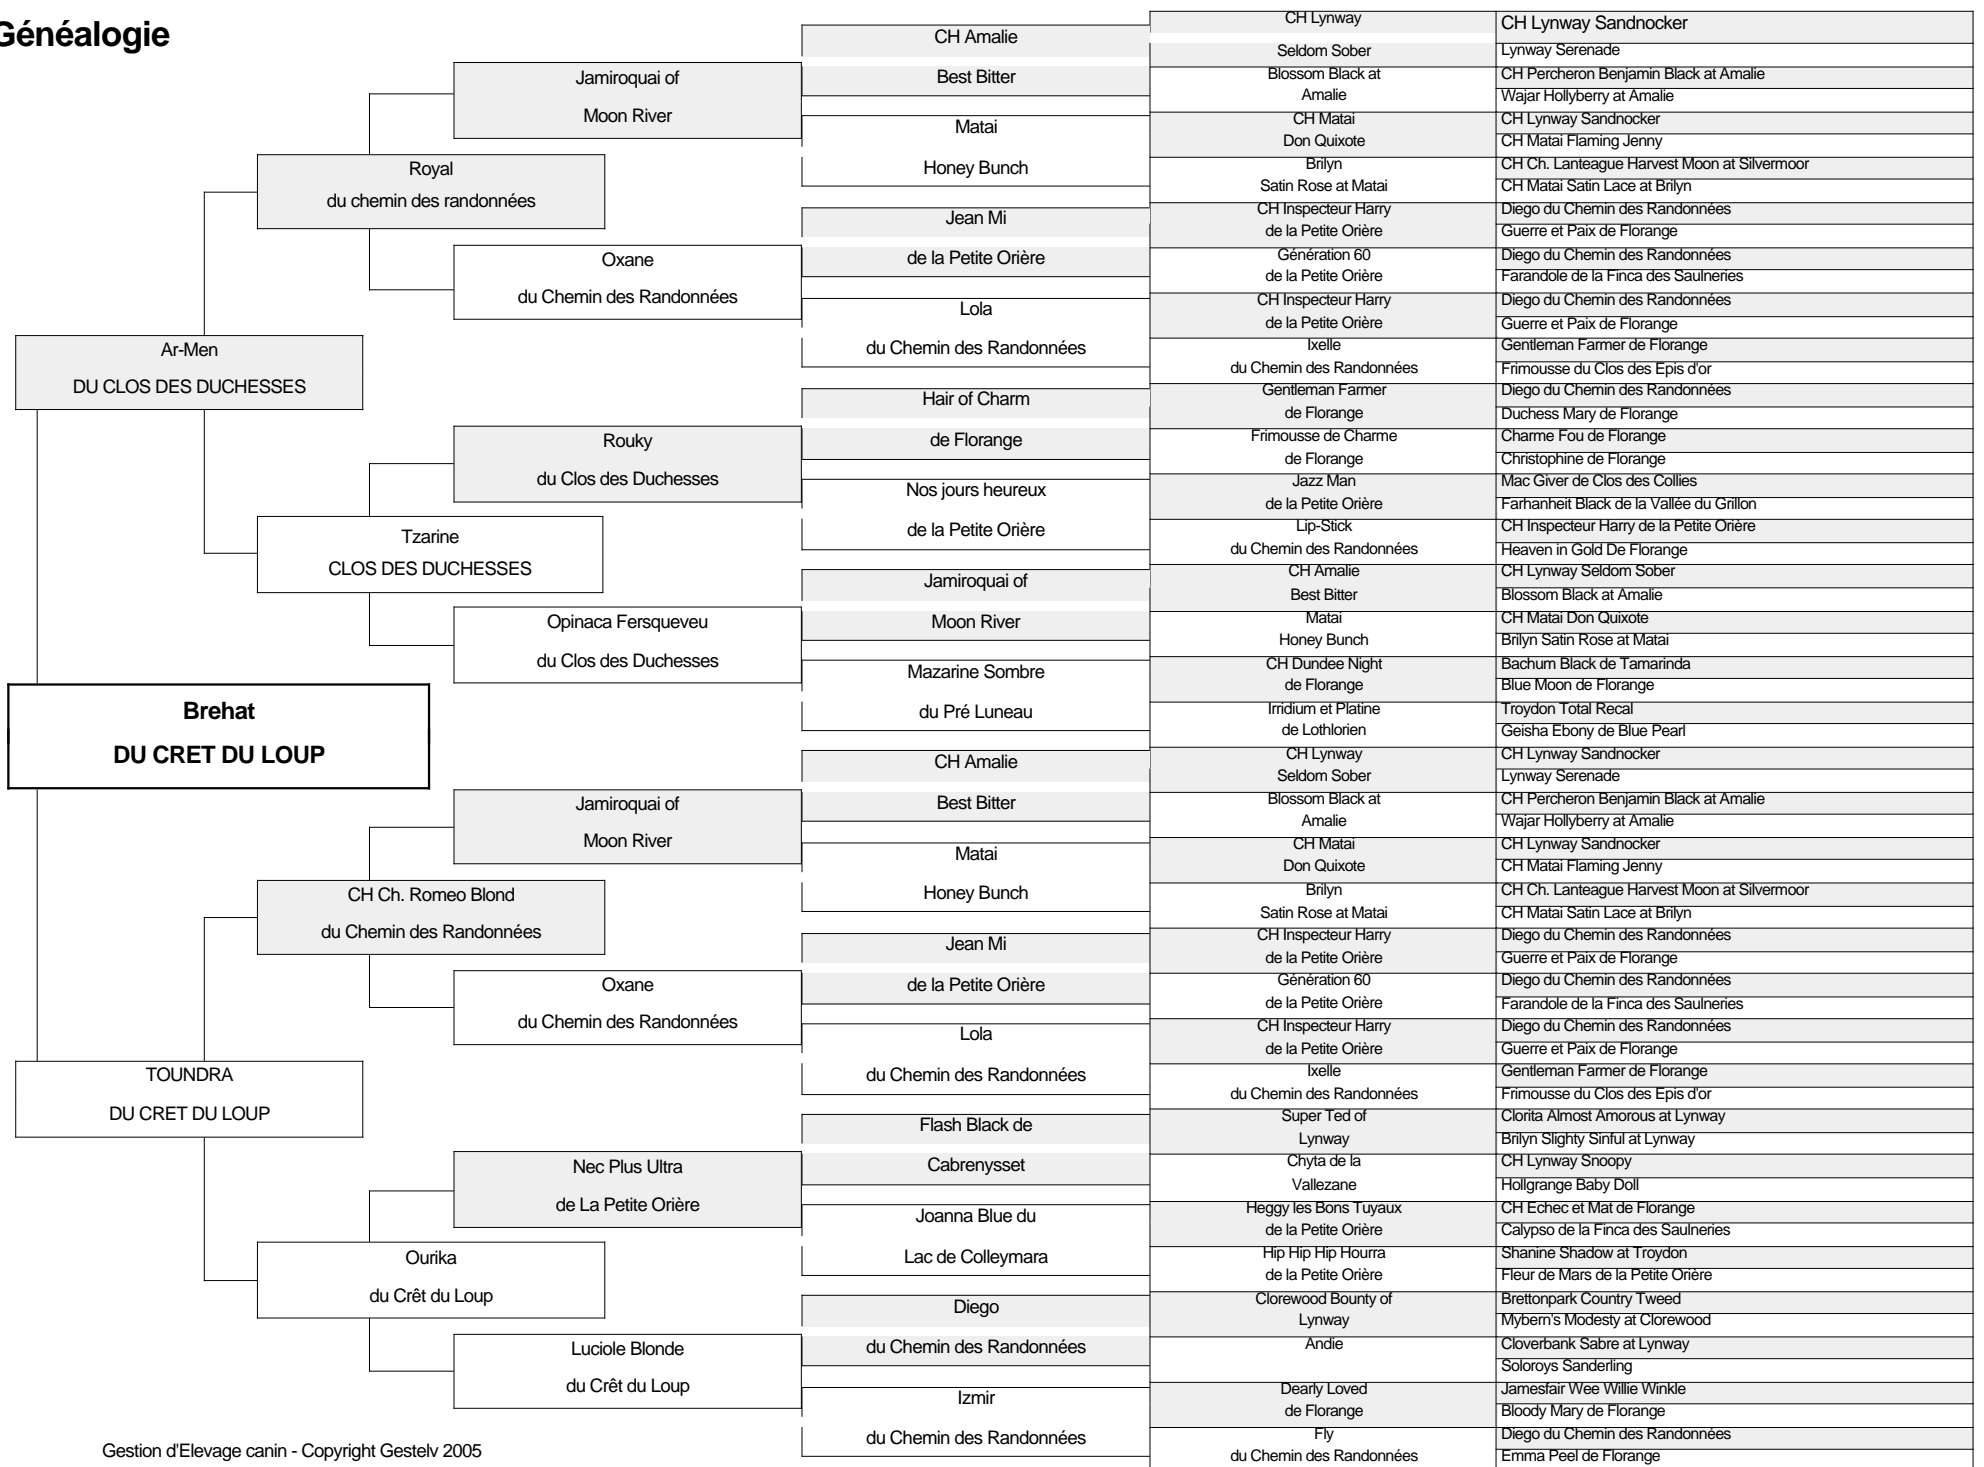 Généalogie
Brehat
DU CRET DU LOUP
Ar-Men
DU CLOS DES DUCHESSES
TOUNDRA
DU CRET DU LOUP
Royal
du chemin des randonnées
Tzarine
CLOS DES DUCHESSES
CH Ch. Romeo Blond
du Chemin des Randonnées
Ourika
du Crêt du Loup
Jamiroquai of
Moon River
Oxane
du Chemin des Randonnées
Rouky
du Clos des Duchesses
Opinaca Fersqueveu
du Clos des Duchesses
Jamiroquai of
Moon River
Oxane
du Chemin des Randonnées
Nec Plus Ultra
de La Petite Orière
Luciole Blonde
du Crêt du Loup
CH Amalie
Best Bitter
Matai
Honey Bunch
Jean Mi
de la Petite Orière
Lola
du Chemin des Randonnées
Hair of Charm
de Florange
Nos jours heureux
de la Petite Orière
Jamiroquai of
Moon River
Mazarine Sombre
du Pré Luneau
CH Amalie
Best Bitter
Matai
Honey Bunch
Jean Mi
de la Petite Orière
Lola
du Chemin des Randonnées
Flash Black de
Cabrenysset
Joanna Blue du
Lac de Colleymara
Diego
du Chemin des Randonnées
Izmir
du Chemin des Randonnées
CH Lynway
Seldom Sober
Blossom Black at
Amalie
CH Matai
Don Quixote
Brilyn
Satin Rose at Matai
CH Inspecteur Harry
de la Petite Orière
Génération 60
de la Petite Orière
CH Inspecteur Harry
de la Petite Orière
Ixelle
du Chemin des Randonnées
Gentleman Farmer
de Florange
Frimousse de Charme
de Florange
Jazz Man
de la Petite Orière
Lip-Stick
du Chemin des Randonnées
CH Amalie
Best Bitter
Matai
Honey Bunch
CH Dundee Night
de Florange
Irridium et Platine
de Lothlorien
CH Lynway
Seldom Sober
Blossom Black at
Amalie
CH Matai
Don Quixote
Brilyn
Satin Rose at Matai
CH Inspecteur Harry
de la Petite Orière
Génération 60
de la Petite Orière
CH Inspecteur Harry
de la Petite Orière
Ixelle
du Chemin des Randonnées
Super Ted of
Lynway
Chyta de la
Vallezane
Heggy les Bons Tuyaux
de la Petite Orière
Hip Hip Hip Hourra
de la Petite Orière
Clorewood Bounty of
Lynway
Andie
Dearly Loved
de Florange
Fly
du Chemin des Randonnées
CH Lynway Sandnocker
Lynway Serenade
CH Percheron Benjamin Black at Amalie
Wajar Hollyberry at Amalie
CH Lynway Sandnocker
CH Matai Flaming Jenny
CH Ch. Lanteague Harvest Moon at Silvermoor
CH Matai Satin Lace at Brilyn
Diego du Chemin des Randonnées
Guerre et Paix de Florange
Diego du Chemin des Randonnées
Farandole de la Finca des Saulneries
Diego du Chemin des Randonnées
Guerre et Paix de Florange
Gentleman Farmer de Florange
Frimousse du Clos des Epis d'or
Diego du Chemin des Randonnées
Duchess Mary de Florange
Charme Fou de Florange
Christophine de Florange
Mac Giver de Clos des Collies
Farhanheit Black de la Vallée du Grillon
CH Inspecteur Harry de la Petite Orière
Heaven in Gold De Florange
CH Lynway Seldom Sober
Blossom Black at Amalie
CH Matai Don Quixote
Brilyn Satin Rose at Matai
Bachum Black de Tamarinda
Blue Moon de Florange
Troydon Total Recal
Geisha Ebony de Blue Pearl
CH Lynway Sandnocker
Lynway Serenade
CH Percheron Benjamin Black at Amalie
Wajar Hollyberry at Amalie
CH Lynway Sandnocker
CH Matai Flaming Jenny
CH Ch. Lanteague Harvest Moon at Silvermoor
CH Matai Satin Lace at Brilyn
Diego du Chemin des Randonnées
Guerre et Paix de Florange
Diego du Chemin des Randonnées
Farandole de la Finca des Saulneries
Diego du Chemin des Randonnées
Guerre et Paix de Florange
Gentleman Farmer de Florange
Frimousse du Clos des Epis d'or
Clorita Almost Amorous at Lynway
Brilyn Slighty Sinful at Lynway
CH Lynway Snoopy
Hollgrange Baby Doll
CH Echec et Mat de Florange
Calypso de la Finca des Saulneries
Shanine Shadow at Troydon
Fleur de Mars de la Petite Orière
Brettonpark Country Tweed
Mybern's Modesty at Clorewood
Cloverbank Sabre at Lynway
Soloroys Sanderling
Jamesfair Wee Willie Winkle
Bloody Mary de Florange
Diego du Chemin des Randonnées
Emma Peel de Florange
Gestion d'Elevage canin - Copyright Gestelv 2005